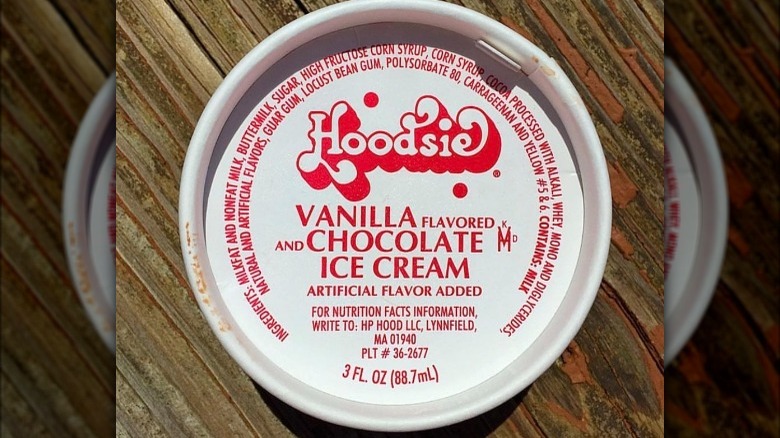 INGREDIENTS: MILKFAT AND NONFAT MILK, BUTTERMILK, SUGAR, HIGH FRUCTOSE CORN SYRUP, CORN SYRUP, COCOA PROCESSED WITH ALKALI, WHEY, MONO AND DIGLYCERIDES,
NATURAL AND ARTIFICIAL FLAVORS, GUAR GUM, LOCUST BEAN GUM, POLYSORBATE 80, CARRAGEENAN AND YELLOW #5 & 6. CONTAINS: MILK
Hoodsie®
VANILLA FLAVORED
AND CHOCOLATE K M D
ICE CREAM
ARTIFICIAL FLAVOR ADDED
FOR NUTRITION FACTS INFORMATION,
WRITE TO: HP HOOD LLC, LYNNFIELD,
MA 01940
PLT # 36-2677
3 FL. OZ (88.7mL)